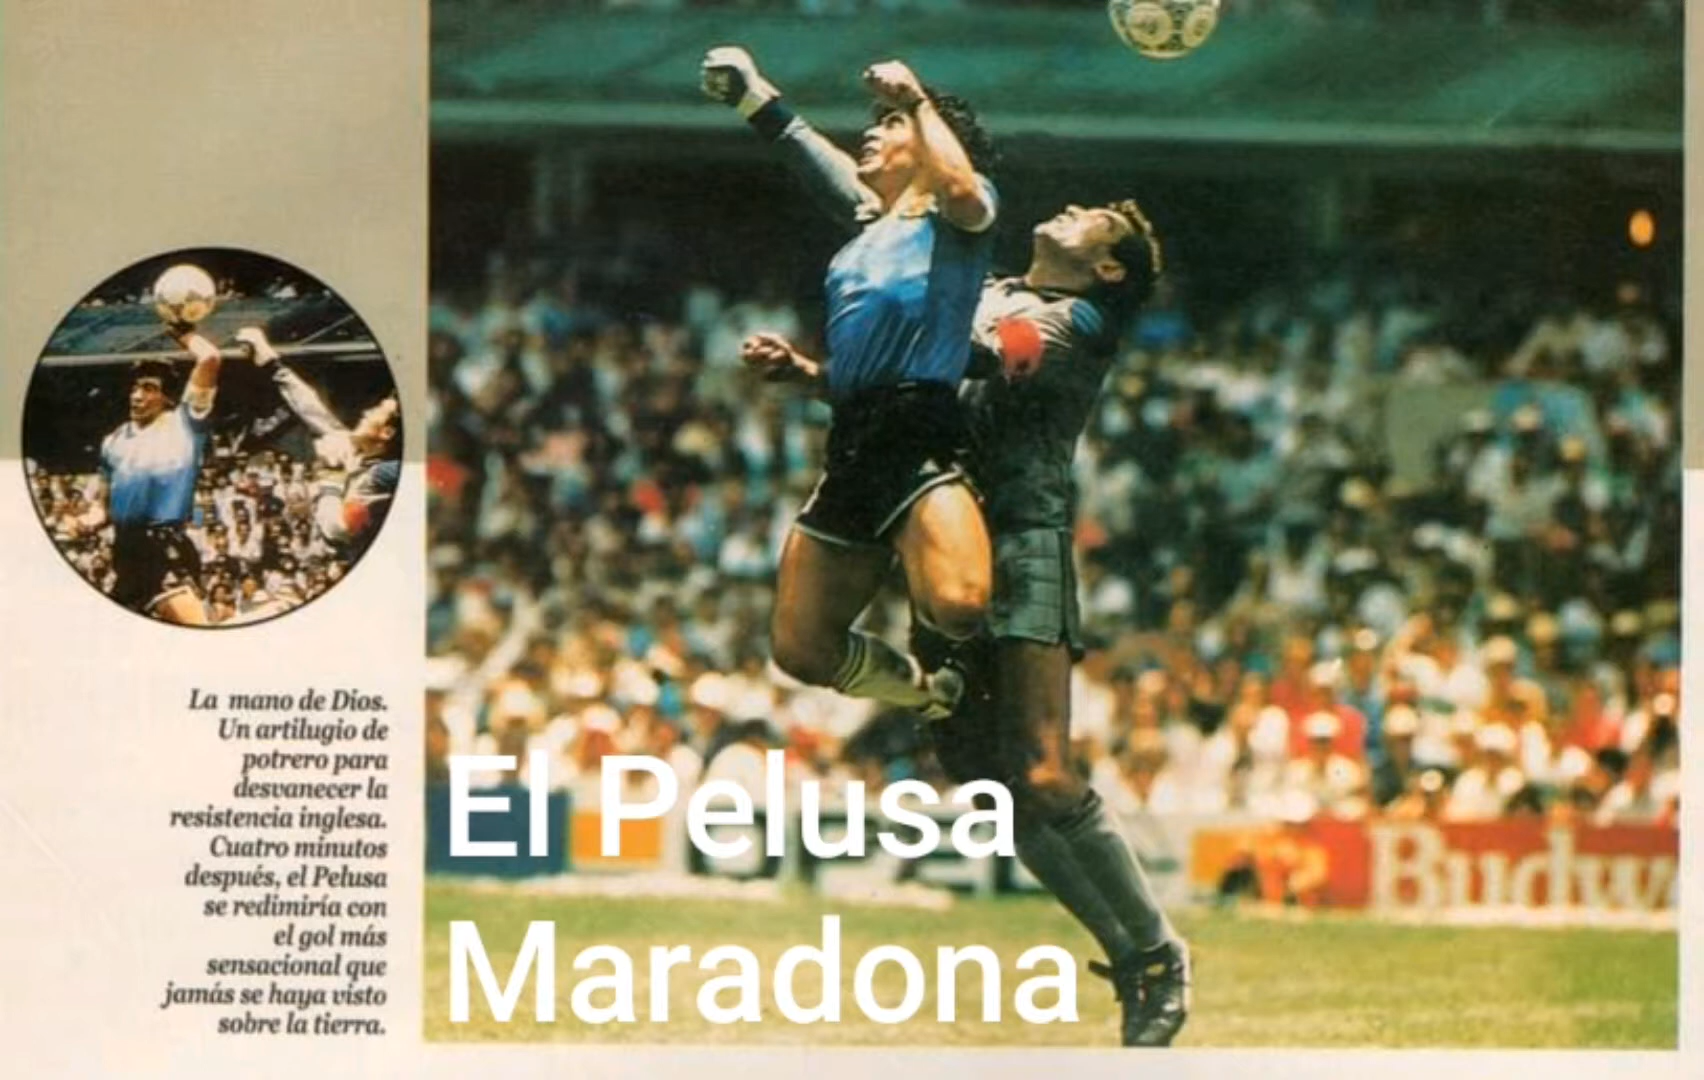 La mano de Dios.
Un artilugio de
potrero para
desvanecer la
resistencia inglesa.
Cuatro minutos
después, el Pelusa
se redimiría con
el gol más
sensacional que
jamás se haya visto
sobre la tierra.
El Pelusa
Maradona